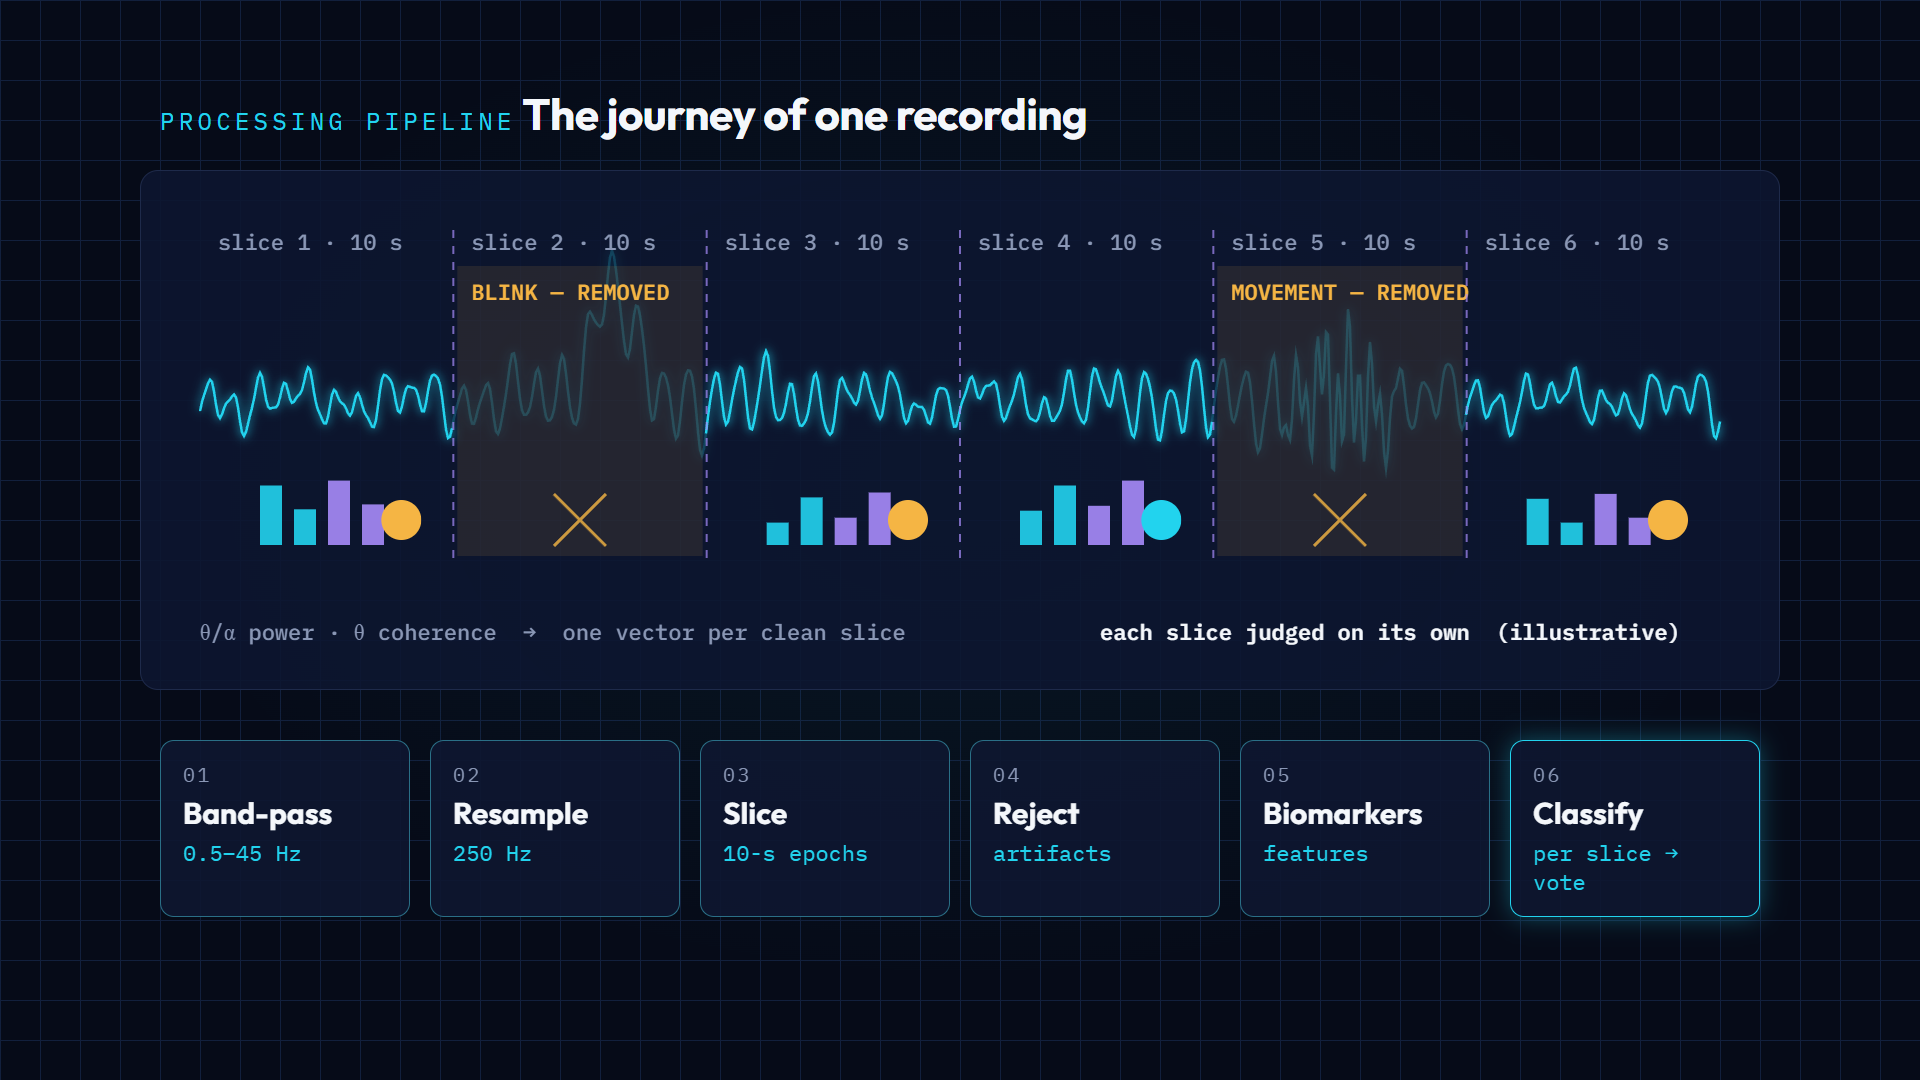 PROCESSING PIPELINE The journey of one recording
slice 1 · 10 s
slice 2 · 10 s
slice 3 · 10 s
slice 4 · 10 s
slice 5 · 10 s
slice 6 · 10 s
BLINK — REMOVED
MOVEMENT — REMOVED
θ/α power · θ coherence → one vector per clean slice
each slice judged on its own (illustrative)
01
Band-pass
0.5–45 Hz
02
Resample
250 Hz
03
Slice
10-s epochs
04
Reject
artifacts
05
Biomarkers
features
06
Classify
per slice →
vote